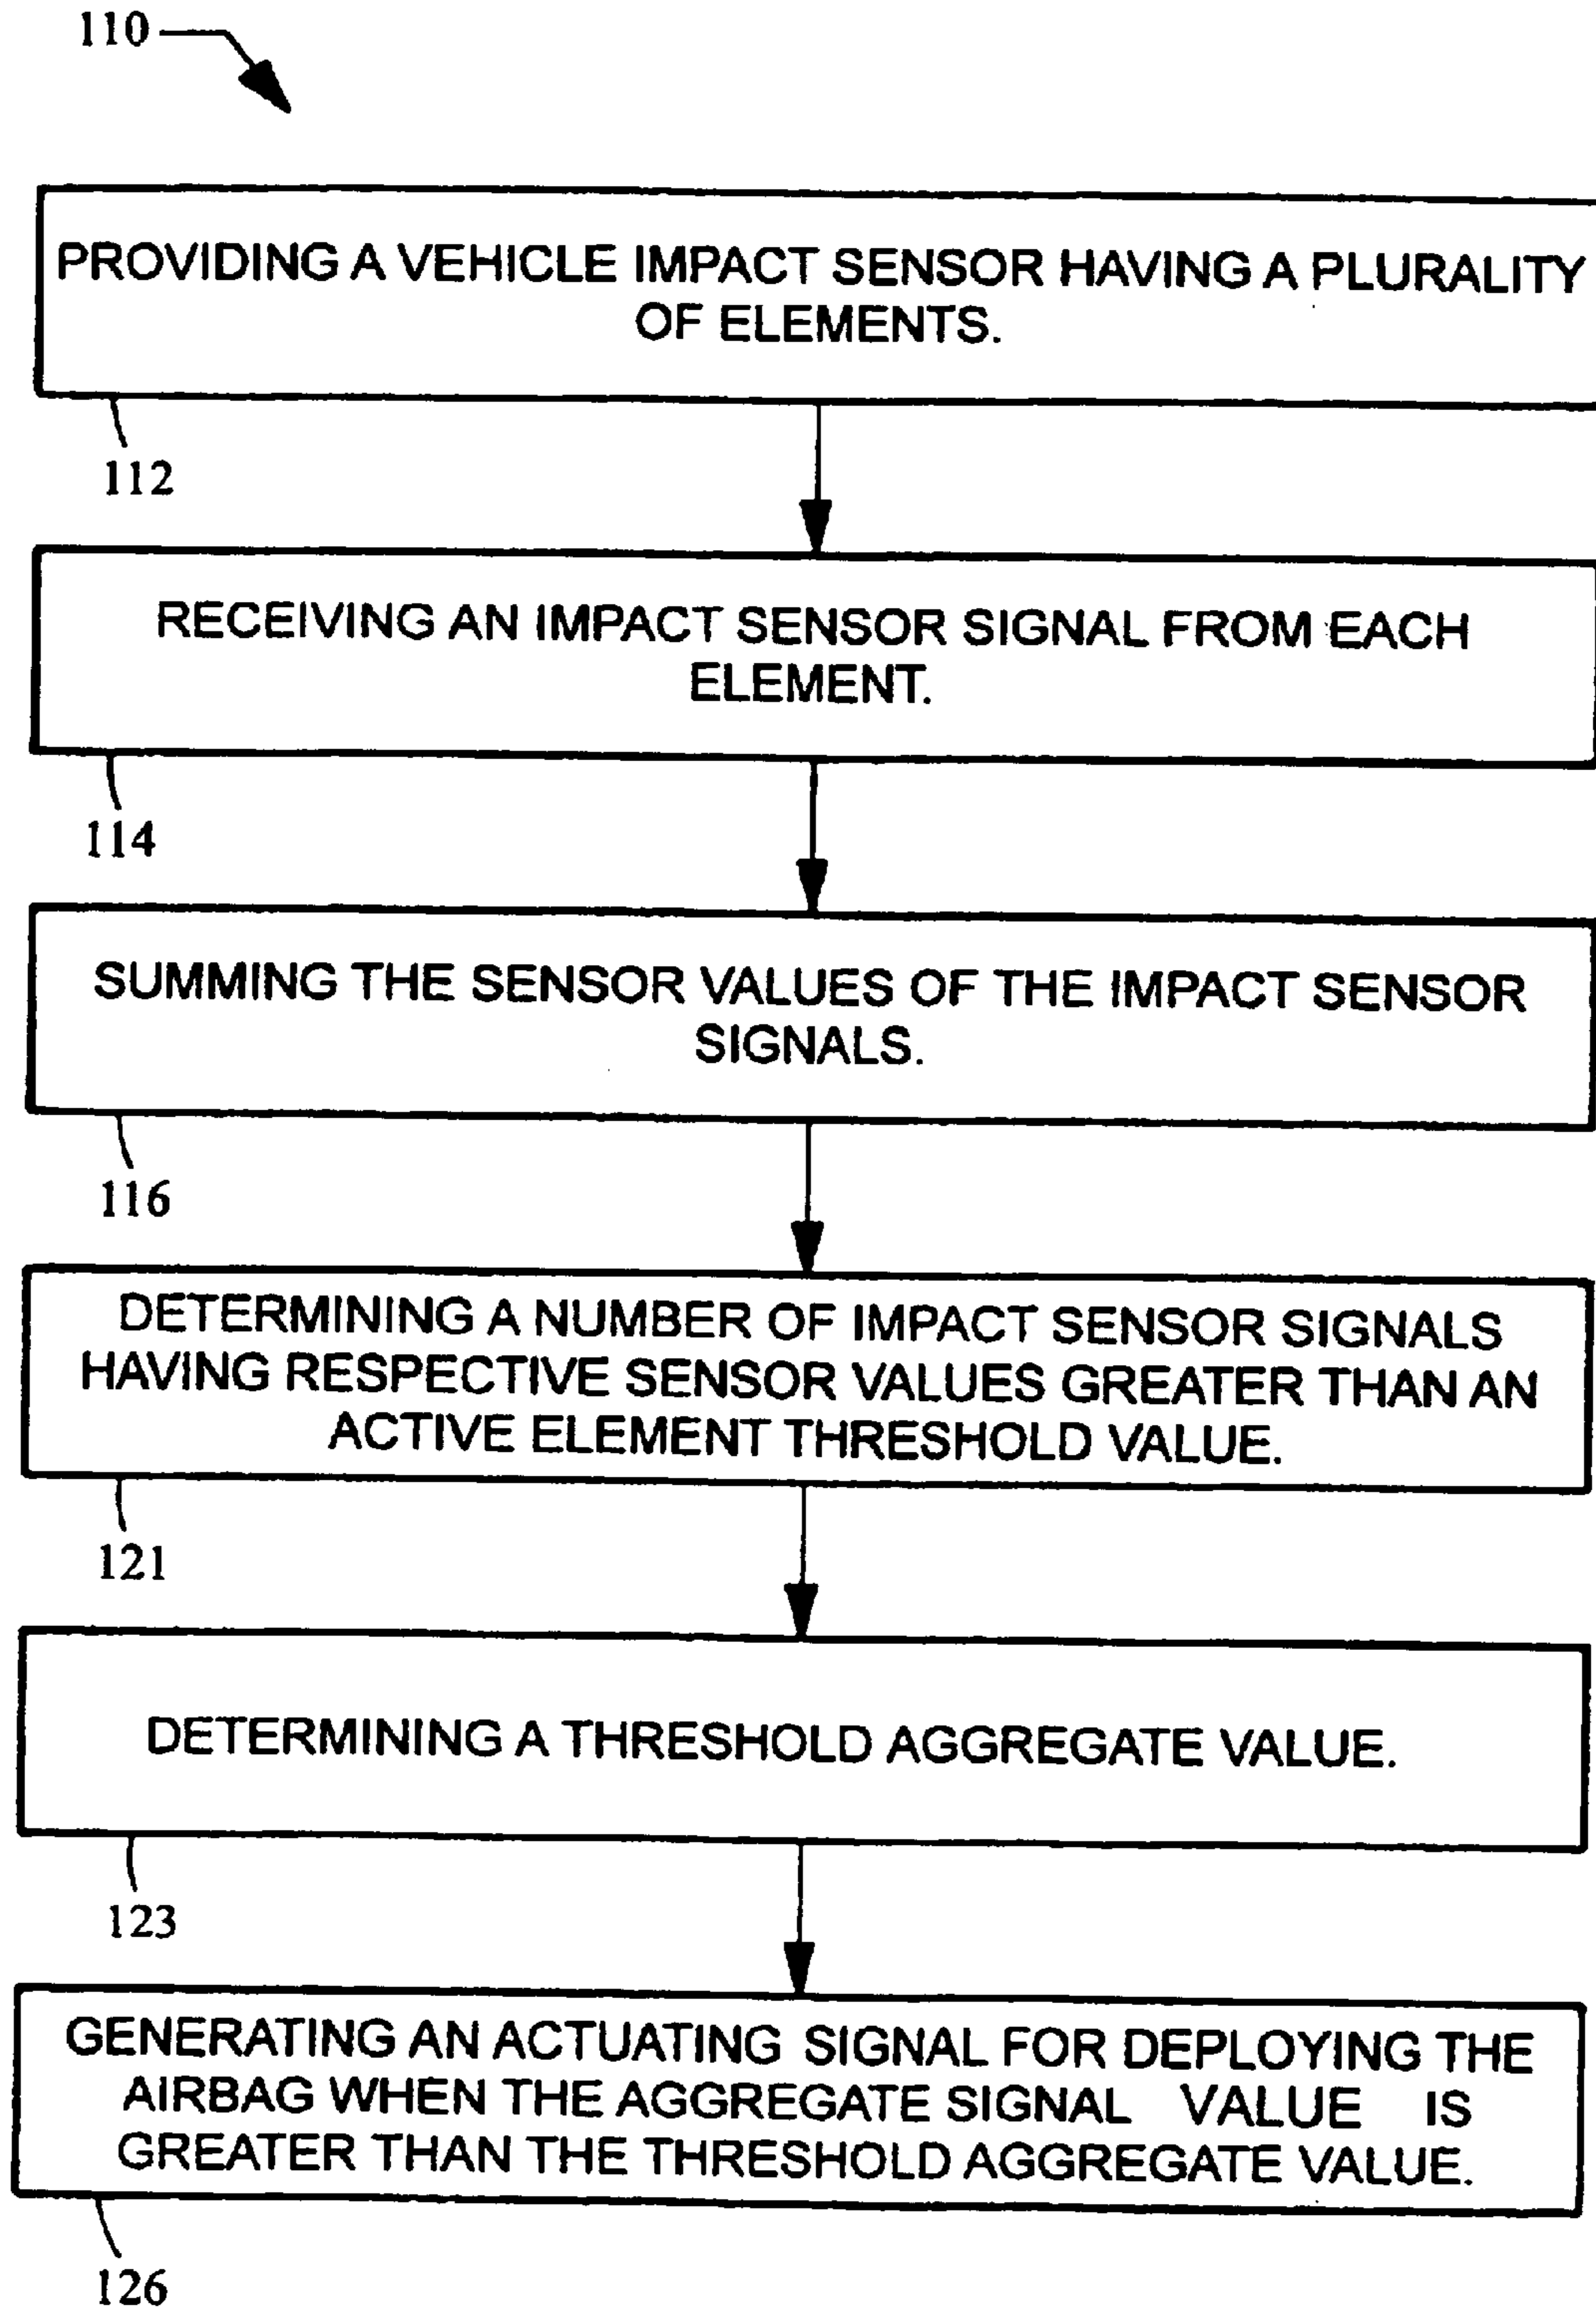 110
PROVIDING A VEHICLE IMPACT SENSOR HAVING A PLURALITY
OF ELEMENTS.
112
RECEIVING AN IMPACT SENSOR SIGNAL FROM EACH
ELEMENT.
114
SUMMING THE SENSOR VALUES OF THE IMPACT SENSOR
SIGNALS.
116
DETERMINING A NUMBER OF IMPACT SENSOR SIGNALS
HAVING RESPECTIVE SENSOR VALUES GREATER THAN AN
ACTIVE ELEMENT THRESHOLD VALUE.
121
DETERMINING A THRESHOLD AGGREGATE VALUE.
123
GENERATING AN ACTUATING SIGNAL FOR DEPLOYING THE
AIRBAG WHEN THE AGGREGATE SIGNAL VALUE IS
GREATER THAN THE THRESHOLD AGGREGATE VALUE.
126